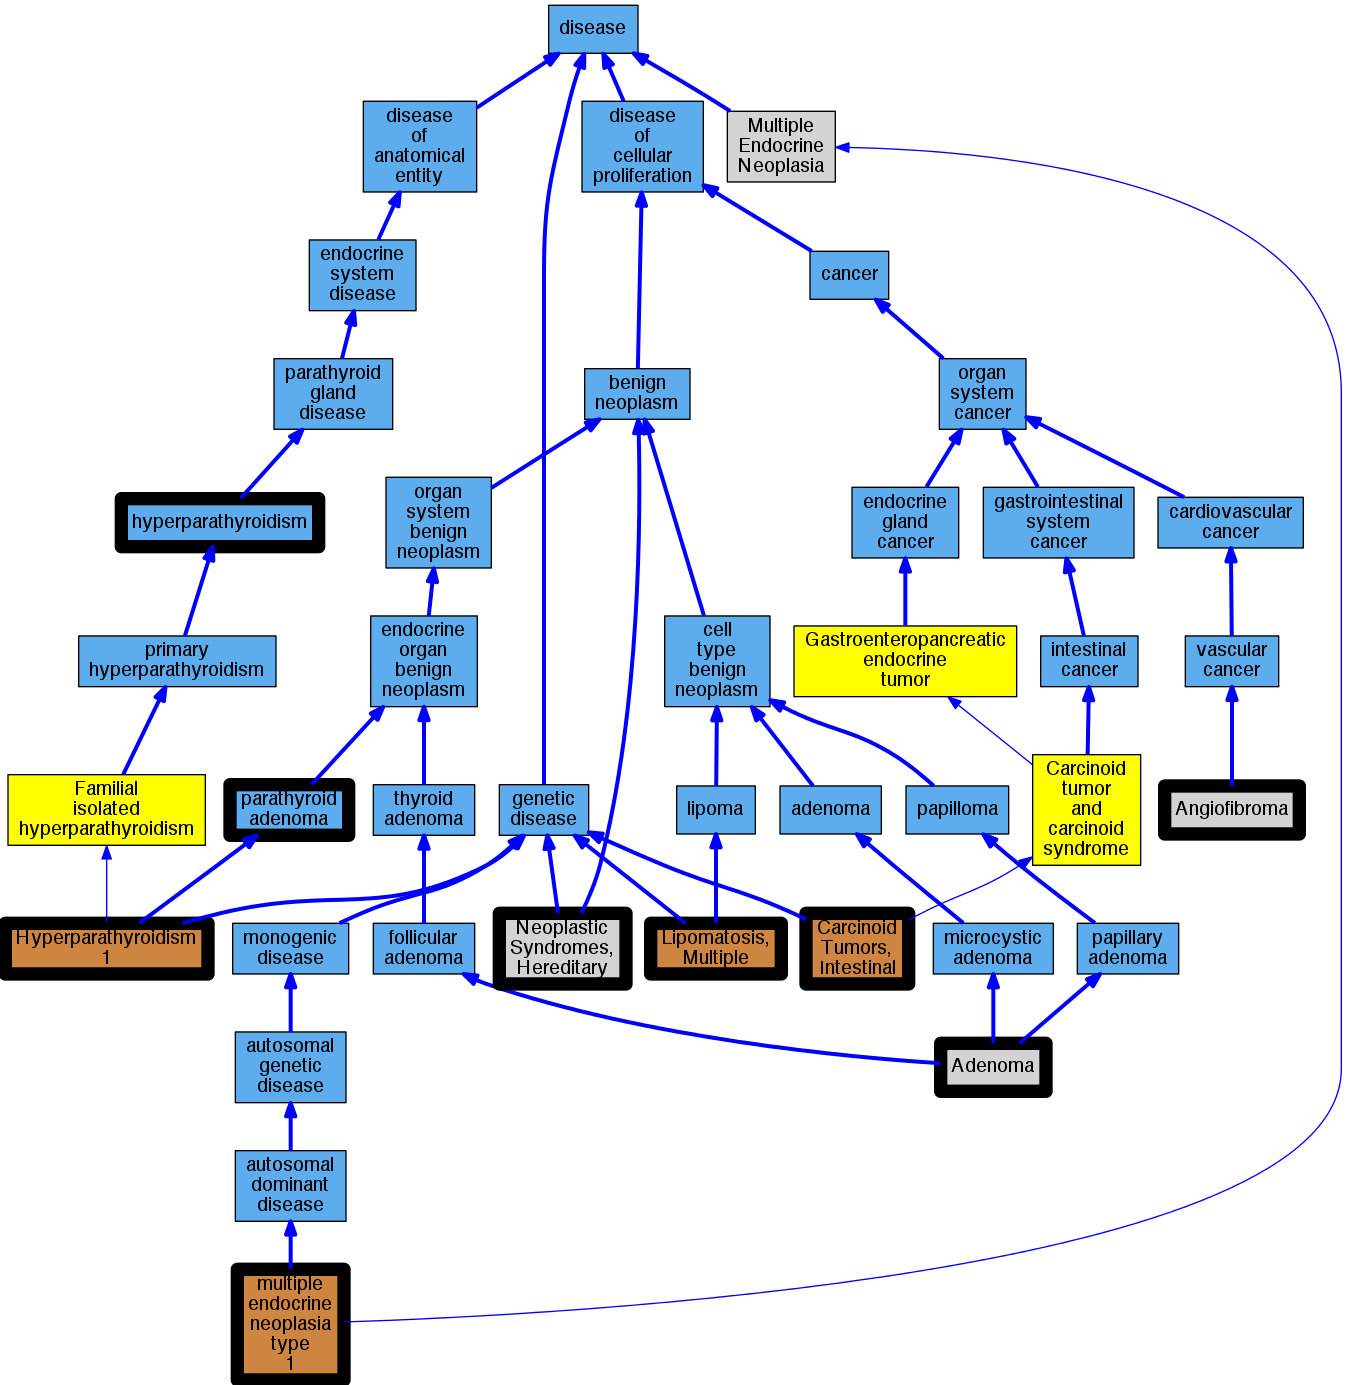 disease
disease
of
anatomical
entity
disease
of
cellular
proliferation
Multiple
Endocrine
Neoplasia
endocrine
system
disease
cancer
parathyroid
gland
disease
benign
neoplasm
organ
system
cancer
hyperparathyroidism
organ
system
benign
neoplasm
endocrine
gland
cancer
gastrointestinal
system
cancer
cardiovascular
cancer
primary
hyperparathyroidism
endocrine
organ
benign
neoplasm
cell
type
benign
neoplasm
Gastroenteropancreatic
endocrine
tumor
intestinal
cancer
vascular
cancer
Familial
isolated
hyperparathyroidism
parathyroid
adenoma
thyroid
adenoma
genetic
disease
lipoma
adenoma
papilloma
Carcinoid
tumor
and
carcinoid
syndrome
Angiofibroma
Hyperparathyroidism
1
monogenic
disease
follicular
adenoma
Neoplastic
Syndromes,
Hereditary
Lipomatosis,
Multiple
Carcinoid
Tumors,
Intestinal
microcystic
adenoma
papillary
adenoma
autosomal
genetic
disease
Adenoma
autosomal
dominant
disease
multiple
endocrine
neoplasia
type
1